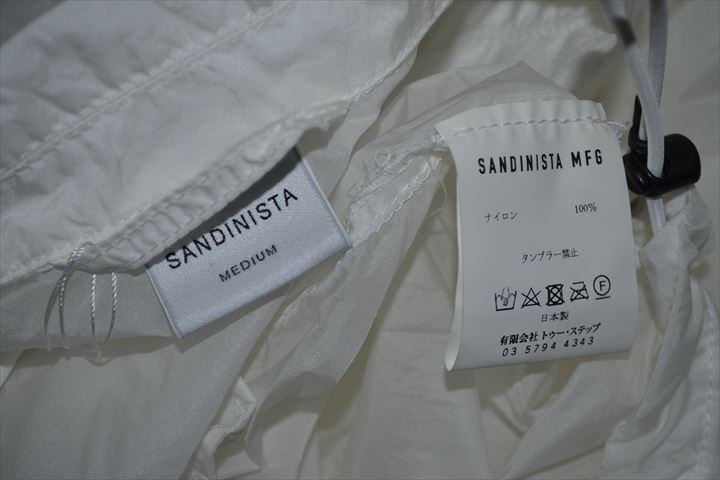 SANDINISTA
MEDIUM
SANDINISTA MFG
ナイロン 100%
タンブラー禁止
F
日本製
有限会社 トゥー・ステップ
03 5794 4343